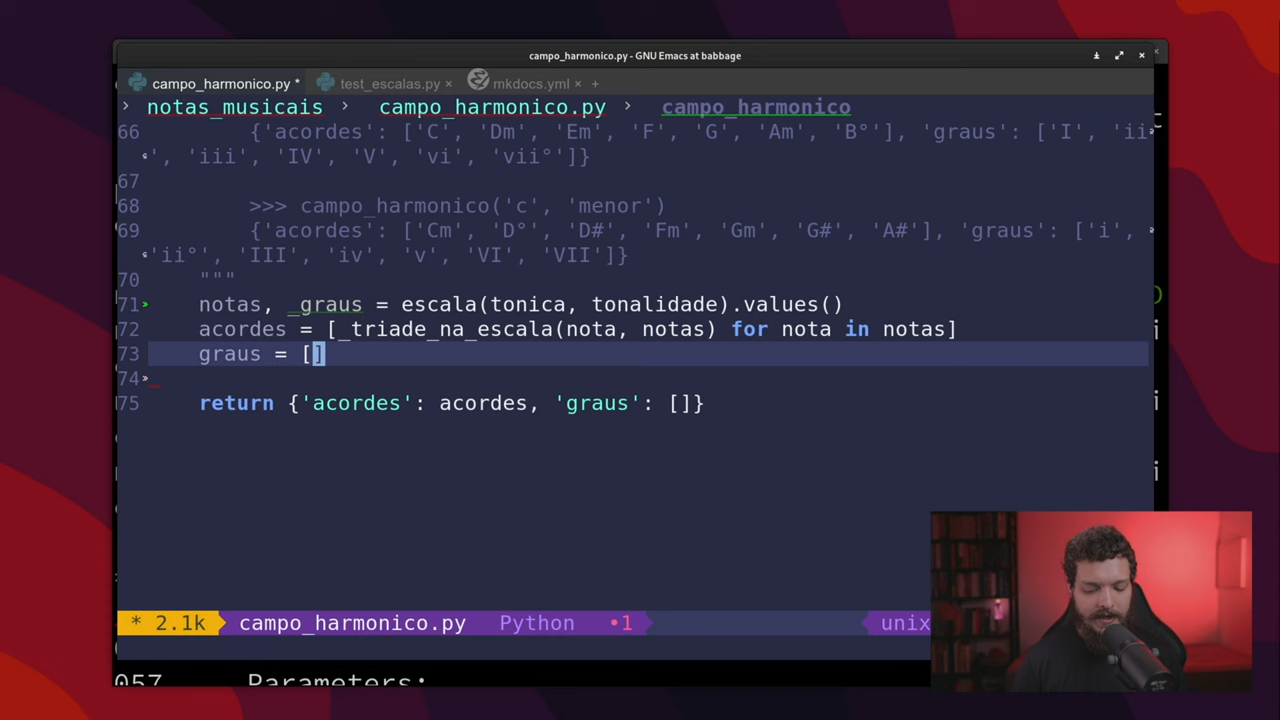 campo_harmonico.py - GNU Emacs at babbage
campo_harmonico.py * test_escalas.py × mkdocs.yml × +
notas_musicais › campo_harmonico.py › campo_harmonico
66 {'acordes': ['C', 'Dm', 'Em', 'F', 'G', 'Am', 'B°'], 'graus': ['I', 'ii
', 'iii', 'IV', 'V', 'vi', 'vii°']}
67
68 >>> campo_harmonico('c', 'menor')
69 {'acordes': ['Cm', 'D°', 'D#', 'Fm', 'Gm', 'G#', 'A#'], 'graus': ['i',
'ii°', 'III', 'iv', 'v', 'VI', 'VII']}
70 """
71 notas, _graus = escala(tonica, tonalidade).values()
72 acordes = [_triade_na_escala(nota, notas) for nota in notas]
73 graus = []
74
75 return {'acordes': acordes, 'graus': []}
* 2.1k campo_harmonico.py Python •1 unix
057 Parameters: